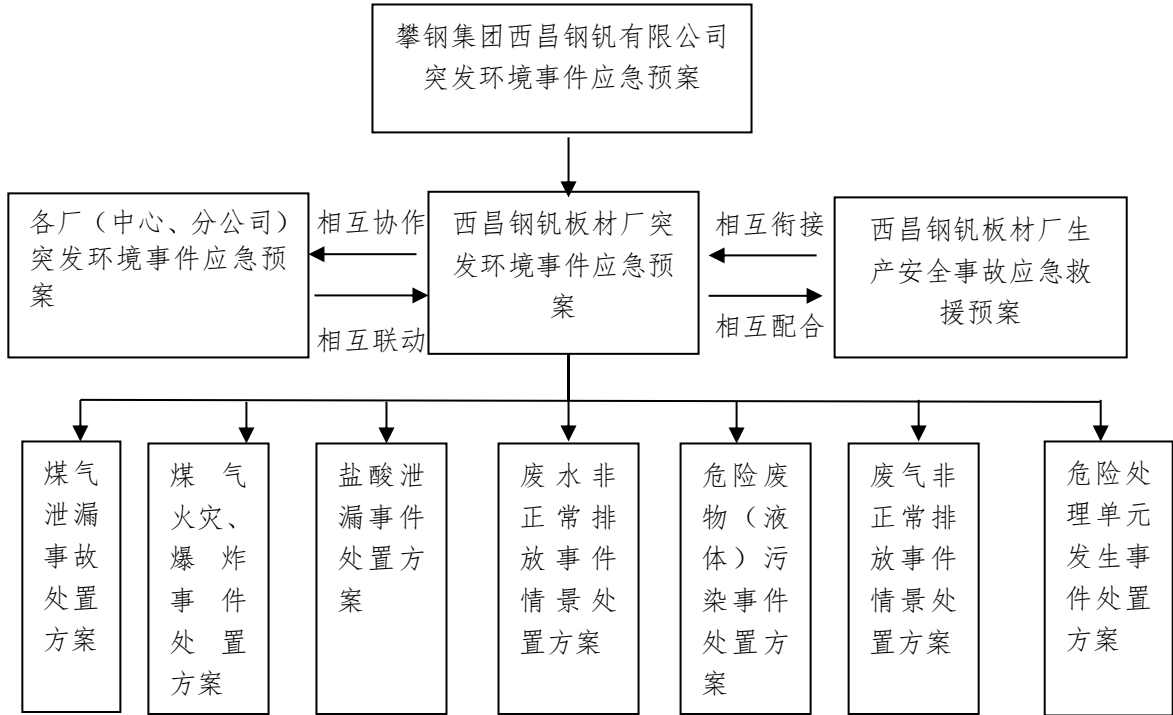 攀钢集团西昌钢钒有限公司
突发环境事件应急预案
各厂（中心、分公司）
突发环境事件应急预
案
相互协作
相互联动
西昌钢钒板材厂突
发环境事件应急预
案
相互衔接
相互配合
西昌钢钒板材厂生
产安全事故应急救
援预案
煤气
泄漏
事故
处置
方案
煤气
火灾、
爆炸
事件
处置
方案
盐酸泄
漏事件
处置方
案
废水非
正常排
放事件
情景处
置方案
危险废
物（液
体）污
染事件
处置方
案
废气非
正常排
放事件
情景处
置方案
危险处
理单元
发生事
件处置
方案